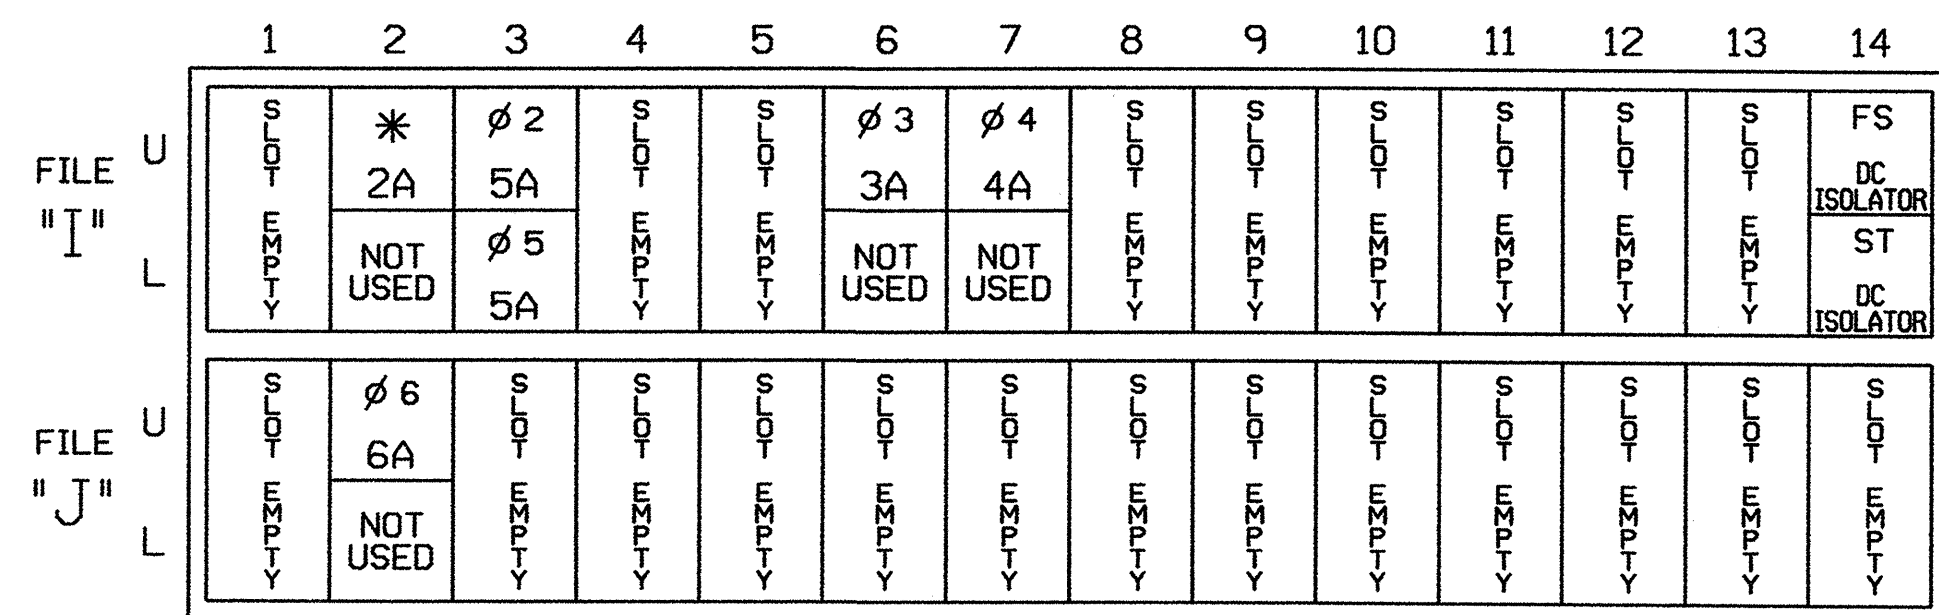 1 2 3 4 5 6 7 8 9 10 11 12 13 14
FILE "I"
U
L
SLOT EMPTY
* 2A
NOT USED
ø 2 5A
ø 5 5A
SLOT EMPTY
SLOT EMPTY
ø 3 3A
NOT USED
ø 4 4A
NOT USED
SLOT EMPTY
SLOT EMPTY
SLOT EMPTY
SLOT EMPTY
SLOT EMPTY
SLOT EMPTY
FS DC ISOLATOR
ST DC ISOLATOR
FILE "J"
U
L
SLOT EMPTY
ø 6 6A
NOT USED
SLOT EMPTY
SLOT EMPTY
SLOT EMPTY
SLOT EMPTY
SLOT EMPTY
SLOT EMPTY
SLOT EMPTY
SLOT EMPTY
SLOT EMPTY
SLOT EMPTY
SLOT EMPTY
SLOT EMPTY